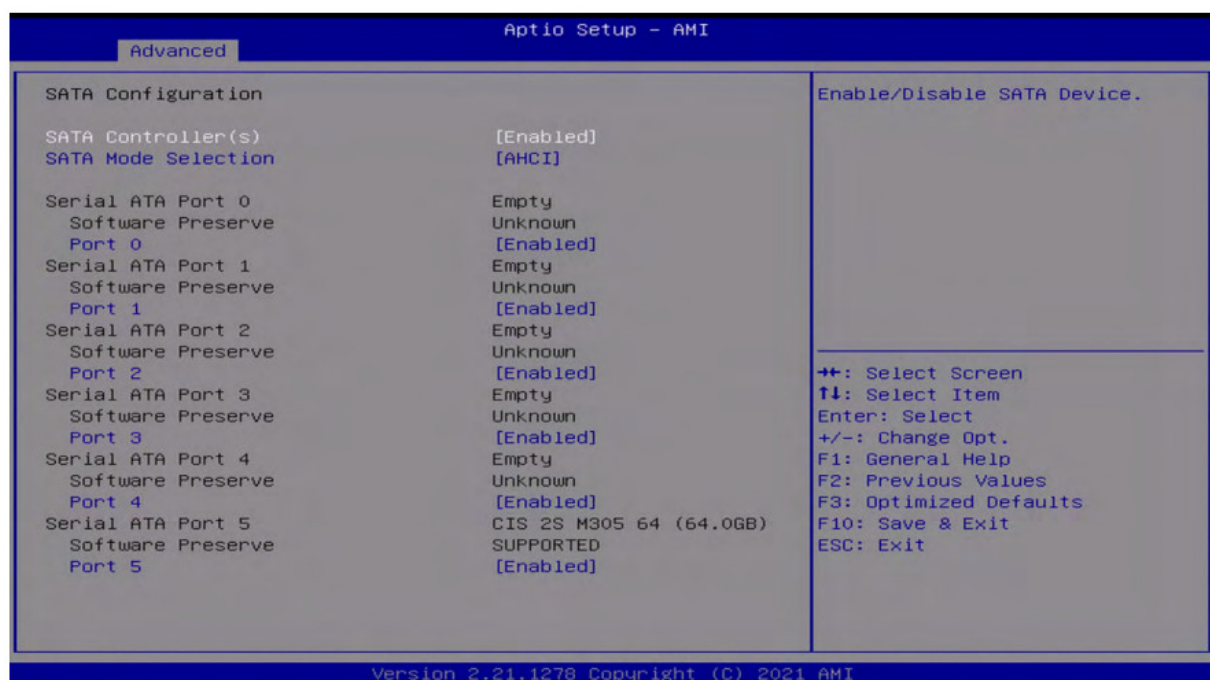 Aptio Setup – AMI
Advanced
SATA Configuration
SATA Controller(s) [Enabled]
SATA Mode Selection [AHCI]
Serial ATA Port 0 Empty
Software Preserve Unknown
Port 0 [Enabled]
Serial ATA Port 1 Empty
Software Preserve Unknown
Port 1 [Enabled]
Serial ATA Port 2 Empty
Software Preserve Unknown
Port 2 [Enabled]
Serial ATA Port 3 Empty
Software Preserve Unknown
Port 3 [Enabled]
Serial ATA Port 4 Empty
Software Preserve Unknown
Port 4 [Enabled]
Serial ATA Port 5 CIS 2S M305 64 (64.0GB)
Software Preserve SUPPORTED
Port 5 [Enabled]
Enable/Disable SATA Device.
→←: Select Screen
↑↓: Select Item
Enter: Select
+/-: Change Opt.
F1: General Help
F2: Previous Values
F3: Optimized Defaults
F10: Save & Exit
ESC: Exit
Version 2.21.1278 Copyright (C) 2021 AMI